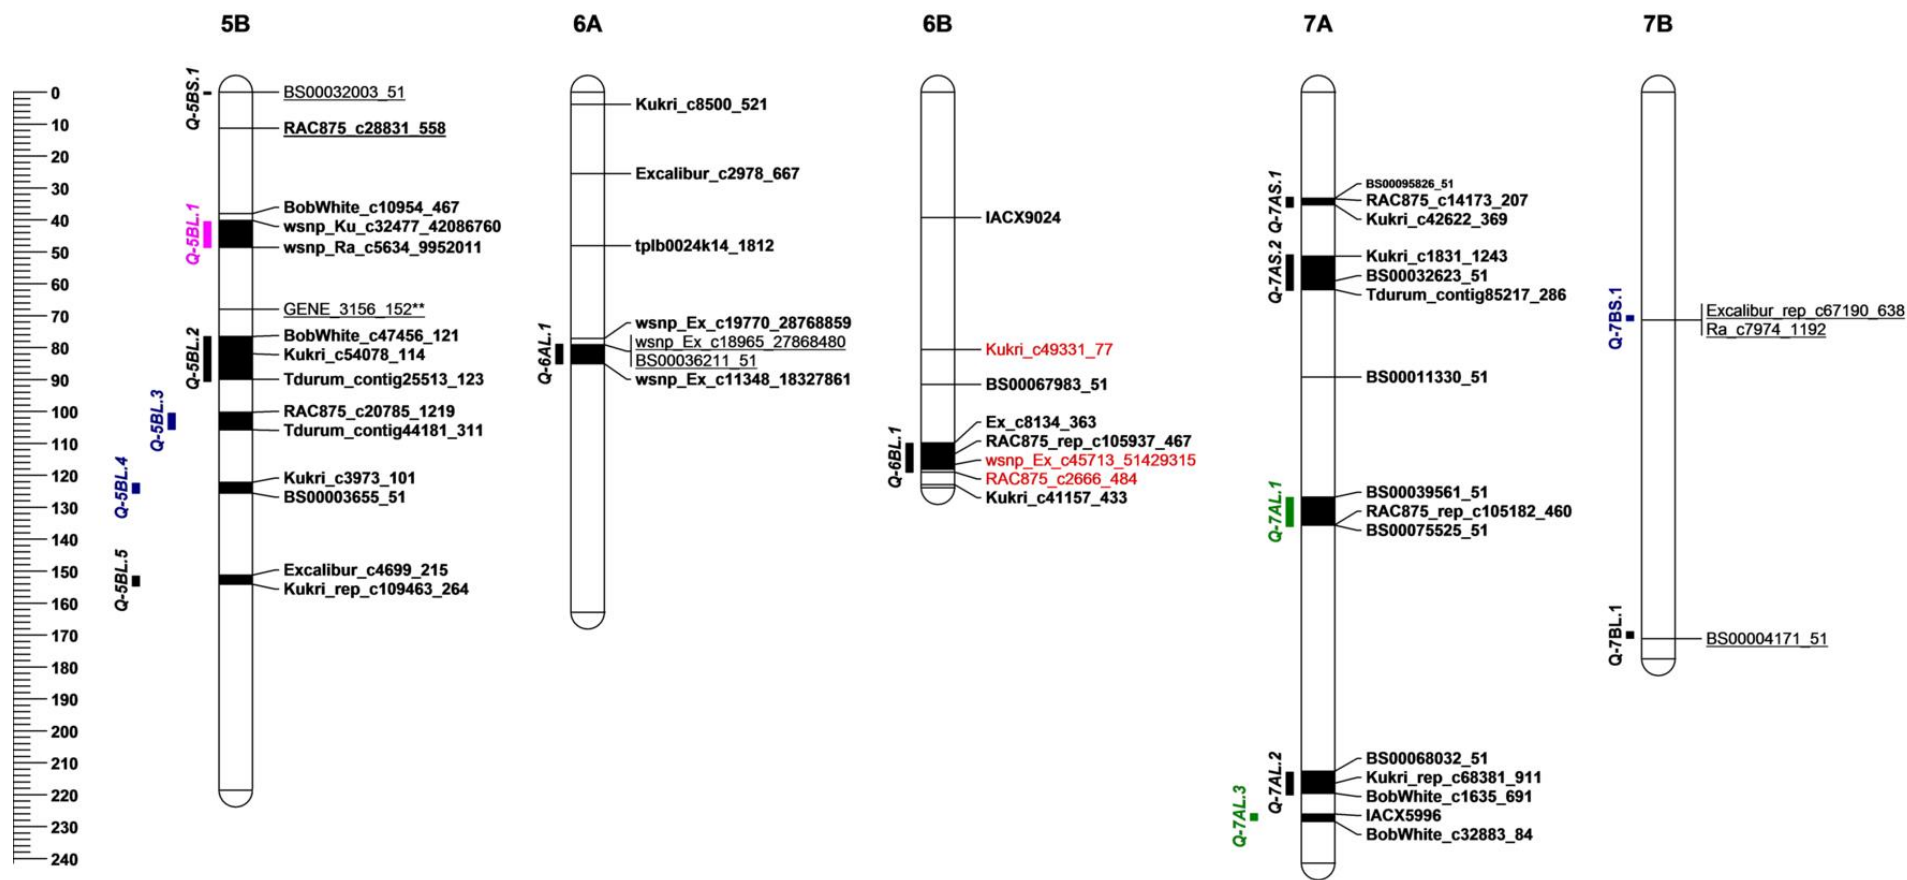 5B
6A
6B
7A
7B
0
10
20
30
40
50
60
70
80
90
100
110
120
130
140
150
160
170
180
190
200
210
220
230
240
Q-5BS.1
Q-5BL.1
Q-5BL.2
Q-5BL.3
Q-5BL.4
Q-5BL.5
BS00032003_51
RAC875_c28831_558
BobWhite_c10954_467
wsnp_Ku_c32477_42086760
wsnp_Ra_c5634_9952011
GENE_3156_152**
BobWhite_c47456_121
Kukri_c54078_114
Tdurum_contig25513_123
RAC875_c20785_1219
Tdurum_contig44181_311
Kukri_c3973_101
BS00003655_51
Excalibur_c4699_215
Kukri_rep_c109463_264
Q-6AL.1
Kukri_c8500_521
Excalibur_c2978_667
tplb0024k14_1812
wsnp_Ex_c19770_28768859
wsnp_Ex_c18965_27868480
BS00036211_51
wsnp_Ex_c11348_18327861
Q-6BL.1
IACX9024
Kukri_c49331_77
BS00067983_51
Ex_c8134_363
RAC875_rep_c105937_467
wsnp_Ex_c45713_51429315
RAC875_c2666_484
Kukri_c41157_433
Q-7AS.1
Q-7AS.2
Q-7AL.1
Q-7AL.2
Q-7AL.3
BS00095826_51
RAC875_c14173_207
Kukri_c42622_369
Kukri_c1831_1243
BS00032623_51
Tdurum_contig85217_286
BS00011330_51
BS00039561_51
RAC875_rep_c105182_460
BS00075525_51
BS00068032_51
Kukri_rep_c68381_911
BobWhite_c1635_691
IACX5996
BobWhite_c32883_84
Q-7BS.1
Q-7BL.1
Excalibur_rep_c67190_638
Ra_c7974_1192
BS00004171_51